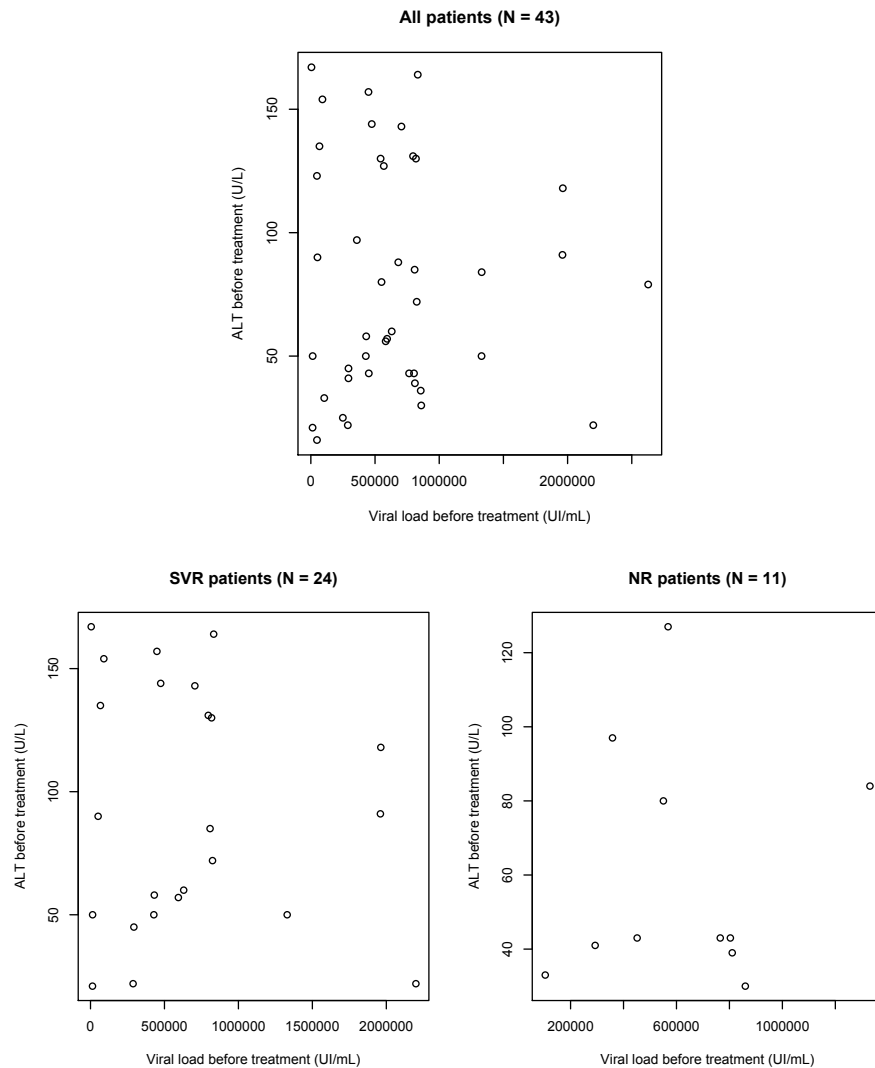 All patients (N = 43)
150
100
50
ALT before treatment (U/L)
0 500000 1000000 2000000
Viral load before treatment (UI/mL)
SVR patients (N = 24)
150
100
50
ALT before treatment (U/L)
0 500000 1000000 1500000 2000000
Viral load before treatment (UI/mL)
NR patients (N = 11)
120
100
80
60
40
ALT before treatment (U/L)
200000 600000 1000000
Viral load before treatment (UI/mL)